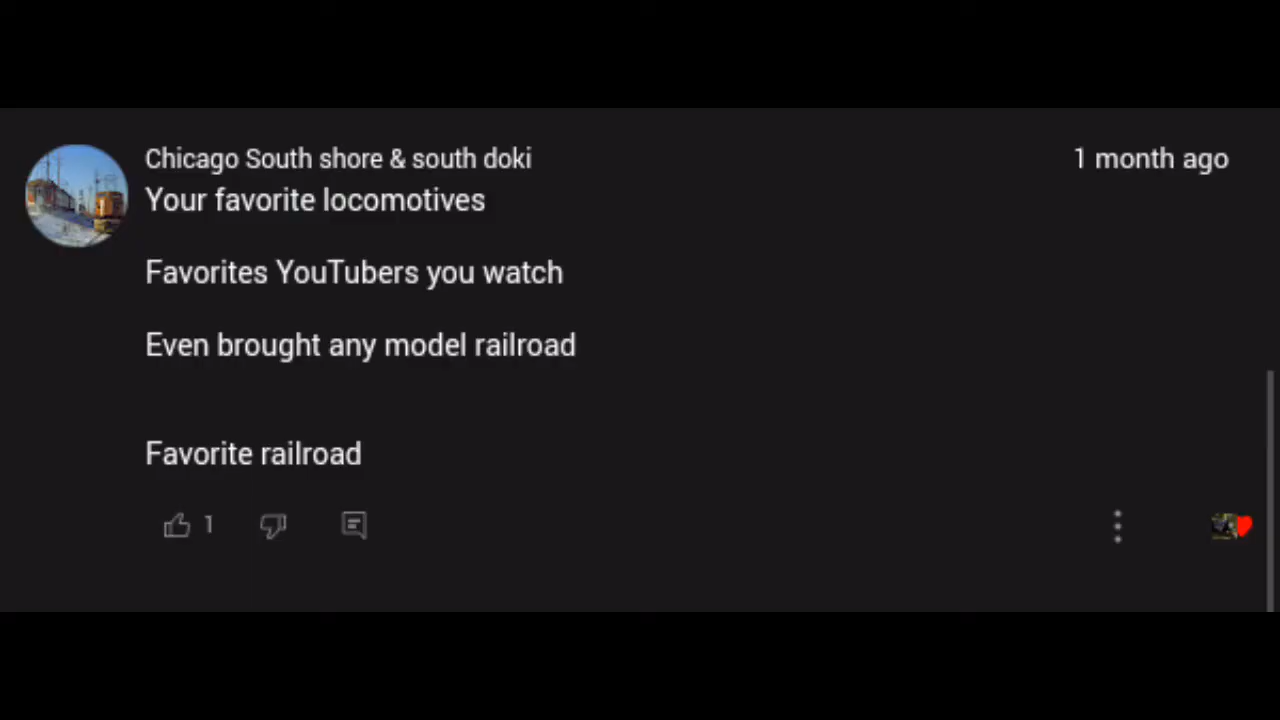 Chicago South shore & south doki
1 month ago
Your favorite locomotives
Favorites YouTubers you watch
Even brought any model railroad
Favorite railroad
1